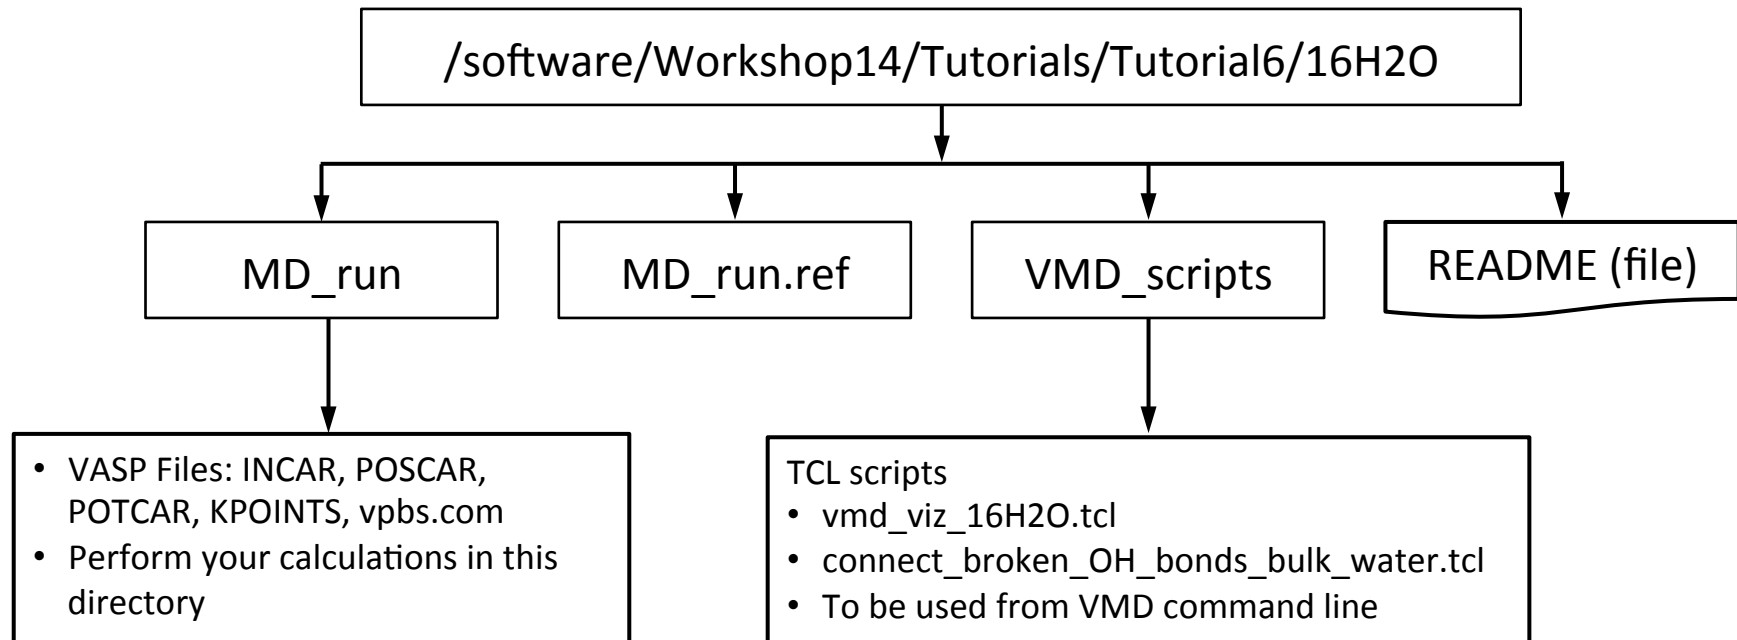 /software/Workshop14/Tutorials/Tutorial6/16H2O
MD_run
MD_run.ref
VMD_scripts
README (file)
• VASP Files: INCAR, POSCAR,
POTCAR, KPOINTS, vpbs.com
• Perform your calculations in this
directory
TCL scripts
• vmd_viz_16H2O.tcl
• connect_broken_OH_bonds_bulk_water.tcl
• To be used from VMD command line